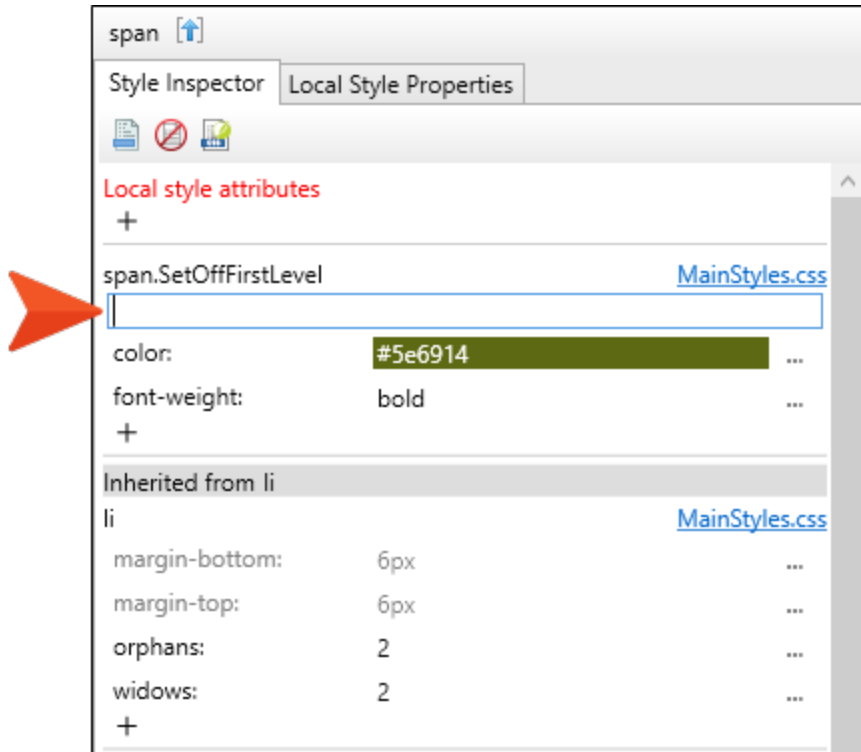 span
Style Inspector Local Style Properties
Local style attributes
+
span.SetOffFirstLevel MainStyles.css
color: #5e6914 ...
font-weight: bold ...
+
Inherited from li
li MainStyles.css
margin-bottom: 6px ...
margin-top: 6px ...
orphans: 2 ...
widows: 2 ...
+